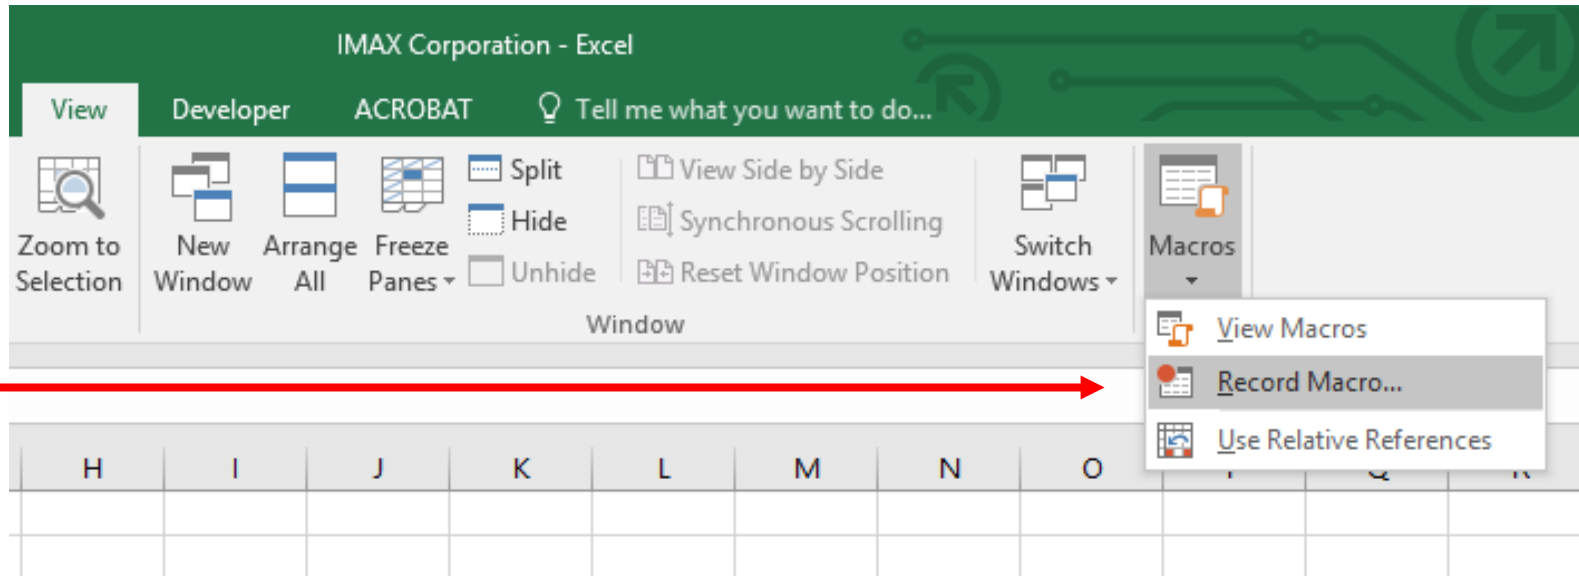 IMAX Corporation - Excel
View Developer ACROBAT Tell me what you want to do...
Split View Side by Side
Hide Synchronous Scrolling
Zoom to New Arrange Freeze Switch Macros
Unhide Reset Window Position
Selection Window All Panes Windows
Window
View Macros
Record Macro...
Use Relative References
H I J K L M N O